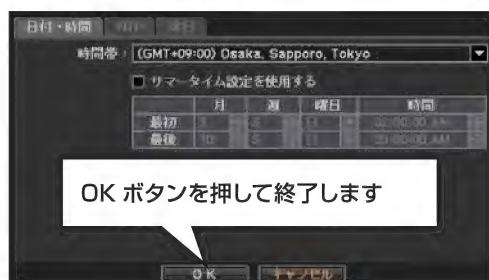 日付・時間
時間帯 : (GMT+09:00) Osaka, Sapporo, Tokyo
サマータイム設定を使用する
月 週 曜日 時間
最初
最後 10
OK ボタンを押して終了します
OK キャンセル